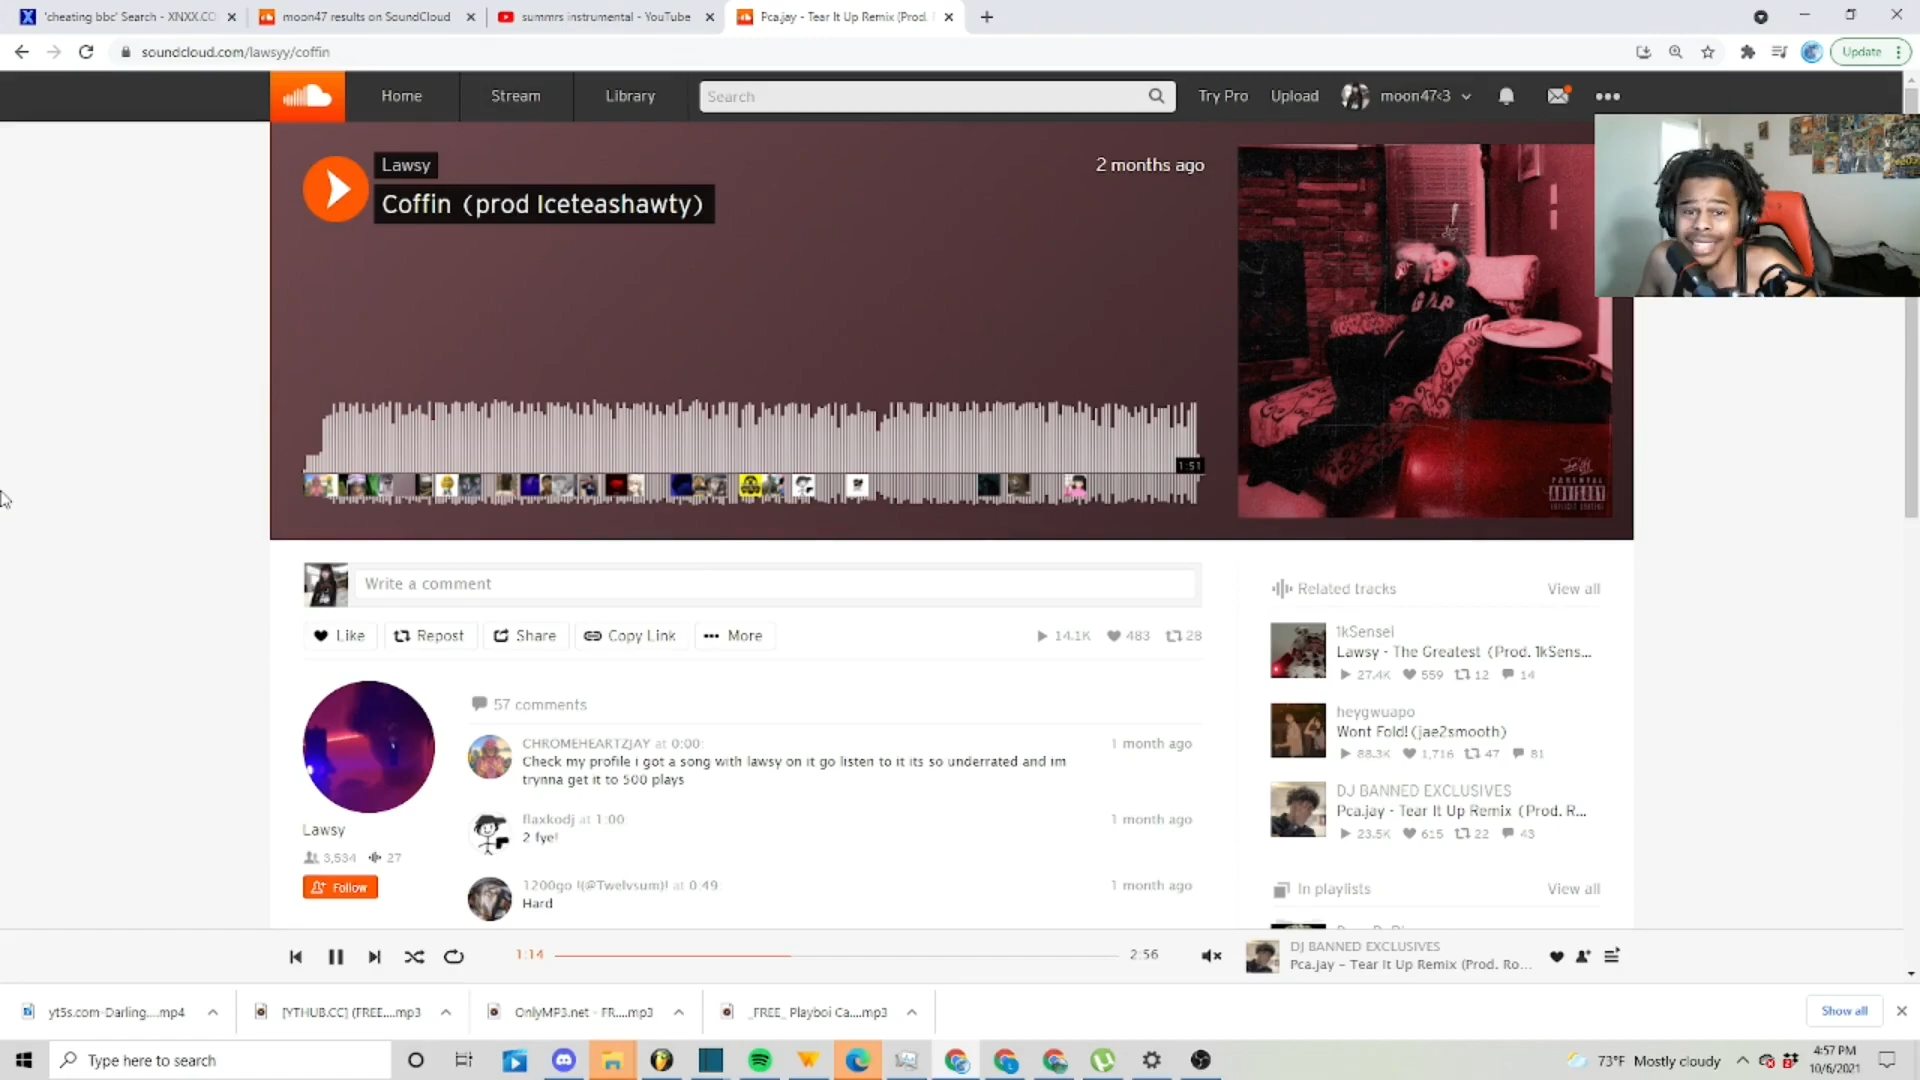 'cheating bbc' Search - XNXX.CO
moon47 results on SoundCloud
summrs instrumental - YouTube
Pca.jay - Tear It Up Remix (Prod.
soundcloud.com/lawsyy/coffin
Update
Home
Stream
Library
Search
Try Pro
Upload
moon47<3
Lawsy
Coffin (prod Iceteashawty)
2 months ago
GAP
1:51
PARENTAL
ADVISORY
EXPLICIT CONTENT
Write a comment
Like
Repost
Share
Copy Link
More
14.1K
483
28
Related tracks
View all
1kSensei
Lawsy - The Greatest (Prod. 1kSens...
27.4K
559
12
14
heygwuapo
Wont Fold! (jae2smooth)
88.3K
1,716
47
81
DJ BANNED EXCLUSIVES
Pca.jay - Tear It Up Remix (Prod. R...
23.5K
615
22
43
In playlists
View all
57 comments
CHROMEHEARTZJAY at 0:00:
1 month ago
Check my profile i got a song with lawsy on it go listen to it its so underrated and im
trynna get it to 500 plays
flaxkodj at 1:00:
1 month ago
2 fye!
1200go !(@Twelvsum)! at 0:49:
1 month ago
Hard
Lawsy
3,534
27
Follow
1:14
2:56
DJ BANNED EXCLUSIVES
Pca.jay - Tear It Up Remix (Prod. Ro...
yt5s.com-Darling....mp4
[YTHUB.CC] (FREE....mp3
OnlyMP3.net - FR....mp3
_FREE_ Playboi Ca....mp3
Show all
Type here to search
73°F Mostly cloudy
4:57 PM
10/6/2021